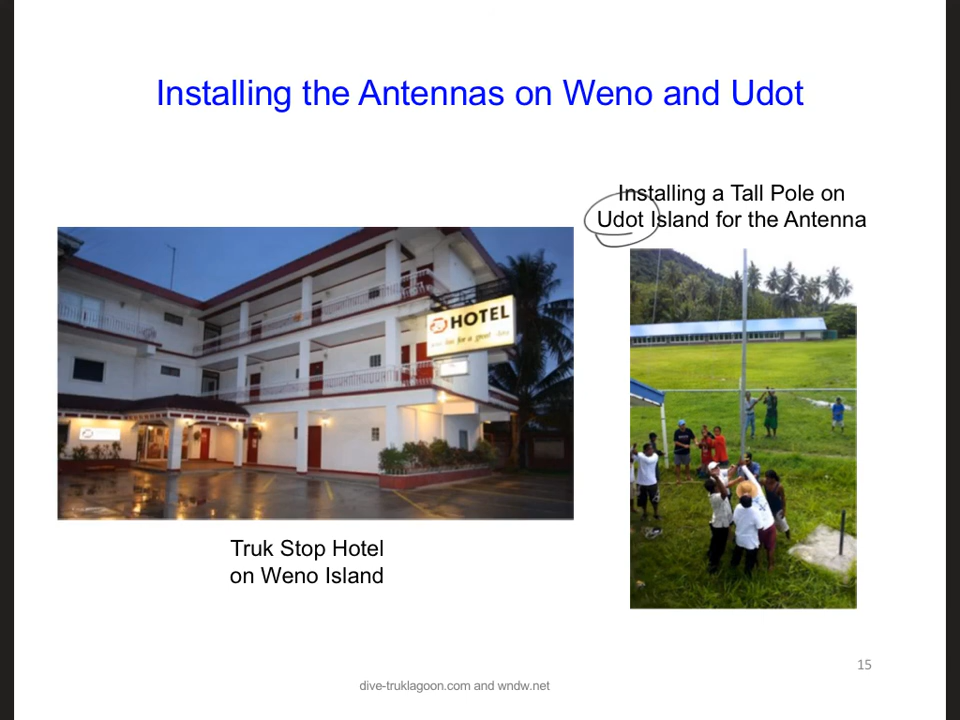 Installing the Antennas on Weno and Udot
Installing a Tall Pole on
Udot Island for the Antenna
HOTEL
Truk Stop Hotel
on Weno Island
15
dive-truklagoon.com and wndw.net